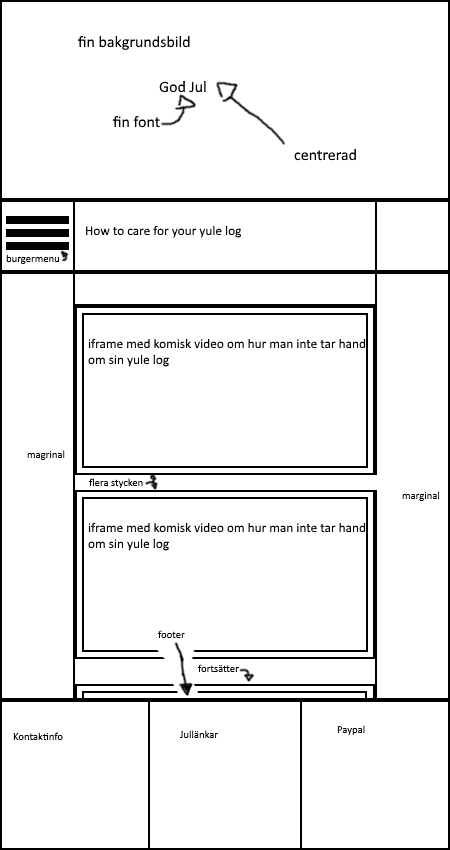 fin bakgrundsbild
God Jul
fin font
centrerad
How to care for your yule log
burgermenu
iframe med komisk video om hur man inte tar hand
om sin yule log
magrinal
flera stycken
marginal
iframe med komisk video om hur man inte tar hand
om sin yule log
footer
fortsätter
Kontaktinfo
Jullänkar
Paypal